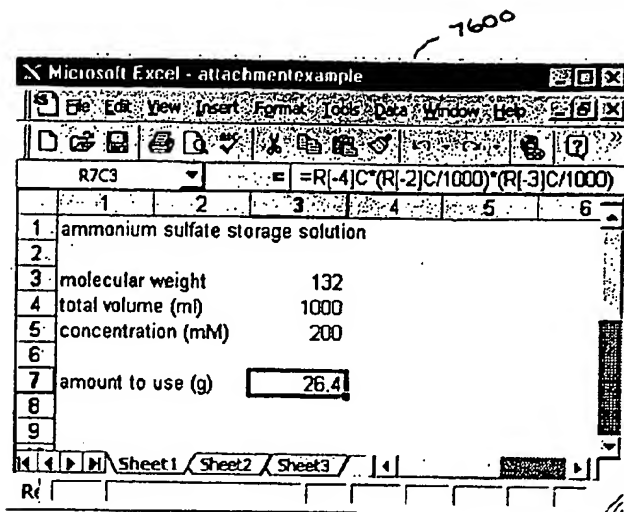 7600
Microsoft Excel - attachmentexample
File Edit View Insert Format Tools Data Window Help
R7C3 = =R[-4]C*(R[-2]C/1000)*(R[-3]C/1000)
1 2 3 4 5 6
1 ammonium sulfate storage solution
2
3 molecular weight 132
4 total volume (ml) 1000
5 concentration (mM) 200
6
7 amount to use (g) 26.4
8
9
Sheet1 Sheet2 Sheet3